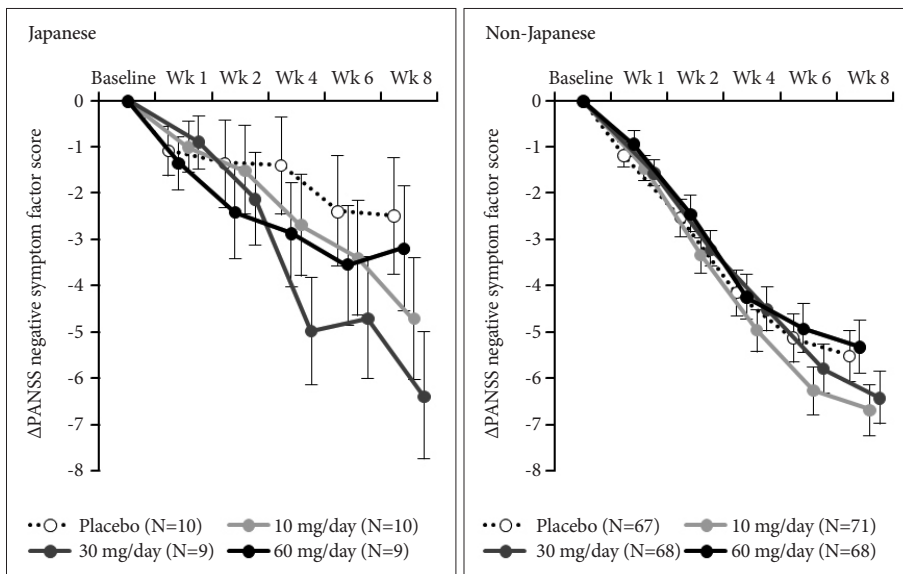 Japanese
Baseline Wk 1 Wk 2 Wk 4 Wk 6 Wk 8
0
-1
-2
-3
-4
-5
-6
-7
-8
ΔPANSS negative symptom factor score
Placebo (N=10) 10 mg/day (N=10)
30 mg/day (N=9) 60 mg/day (N=9)
Non-Japanese
Baseline Wk 1 Wk 2 Wk 4 Wk 6 Wk 8
0
-1
-2
-3
-4
-5
-6
-7
-8
ΔPANSS negative symptom factor score
Placebo (N=67) 10 mg/day (N=71)
30 mg/day (N=68) 60 mg/day (N=68)